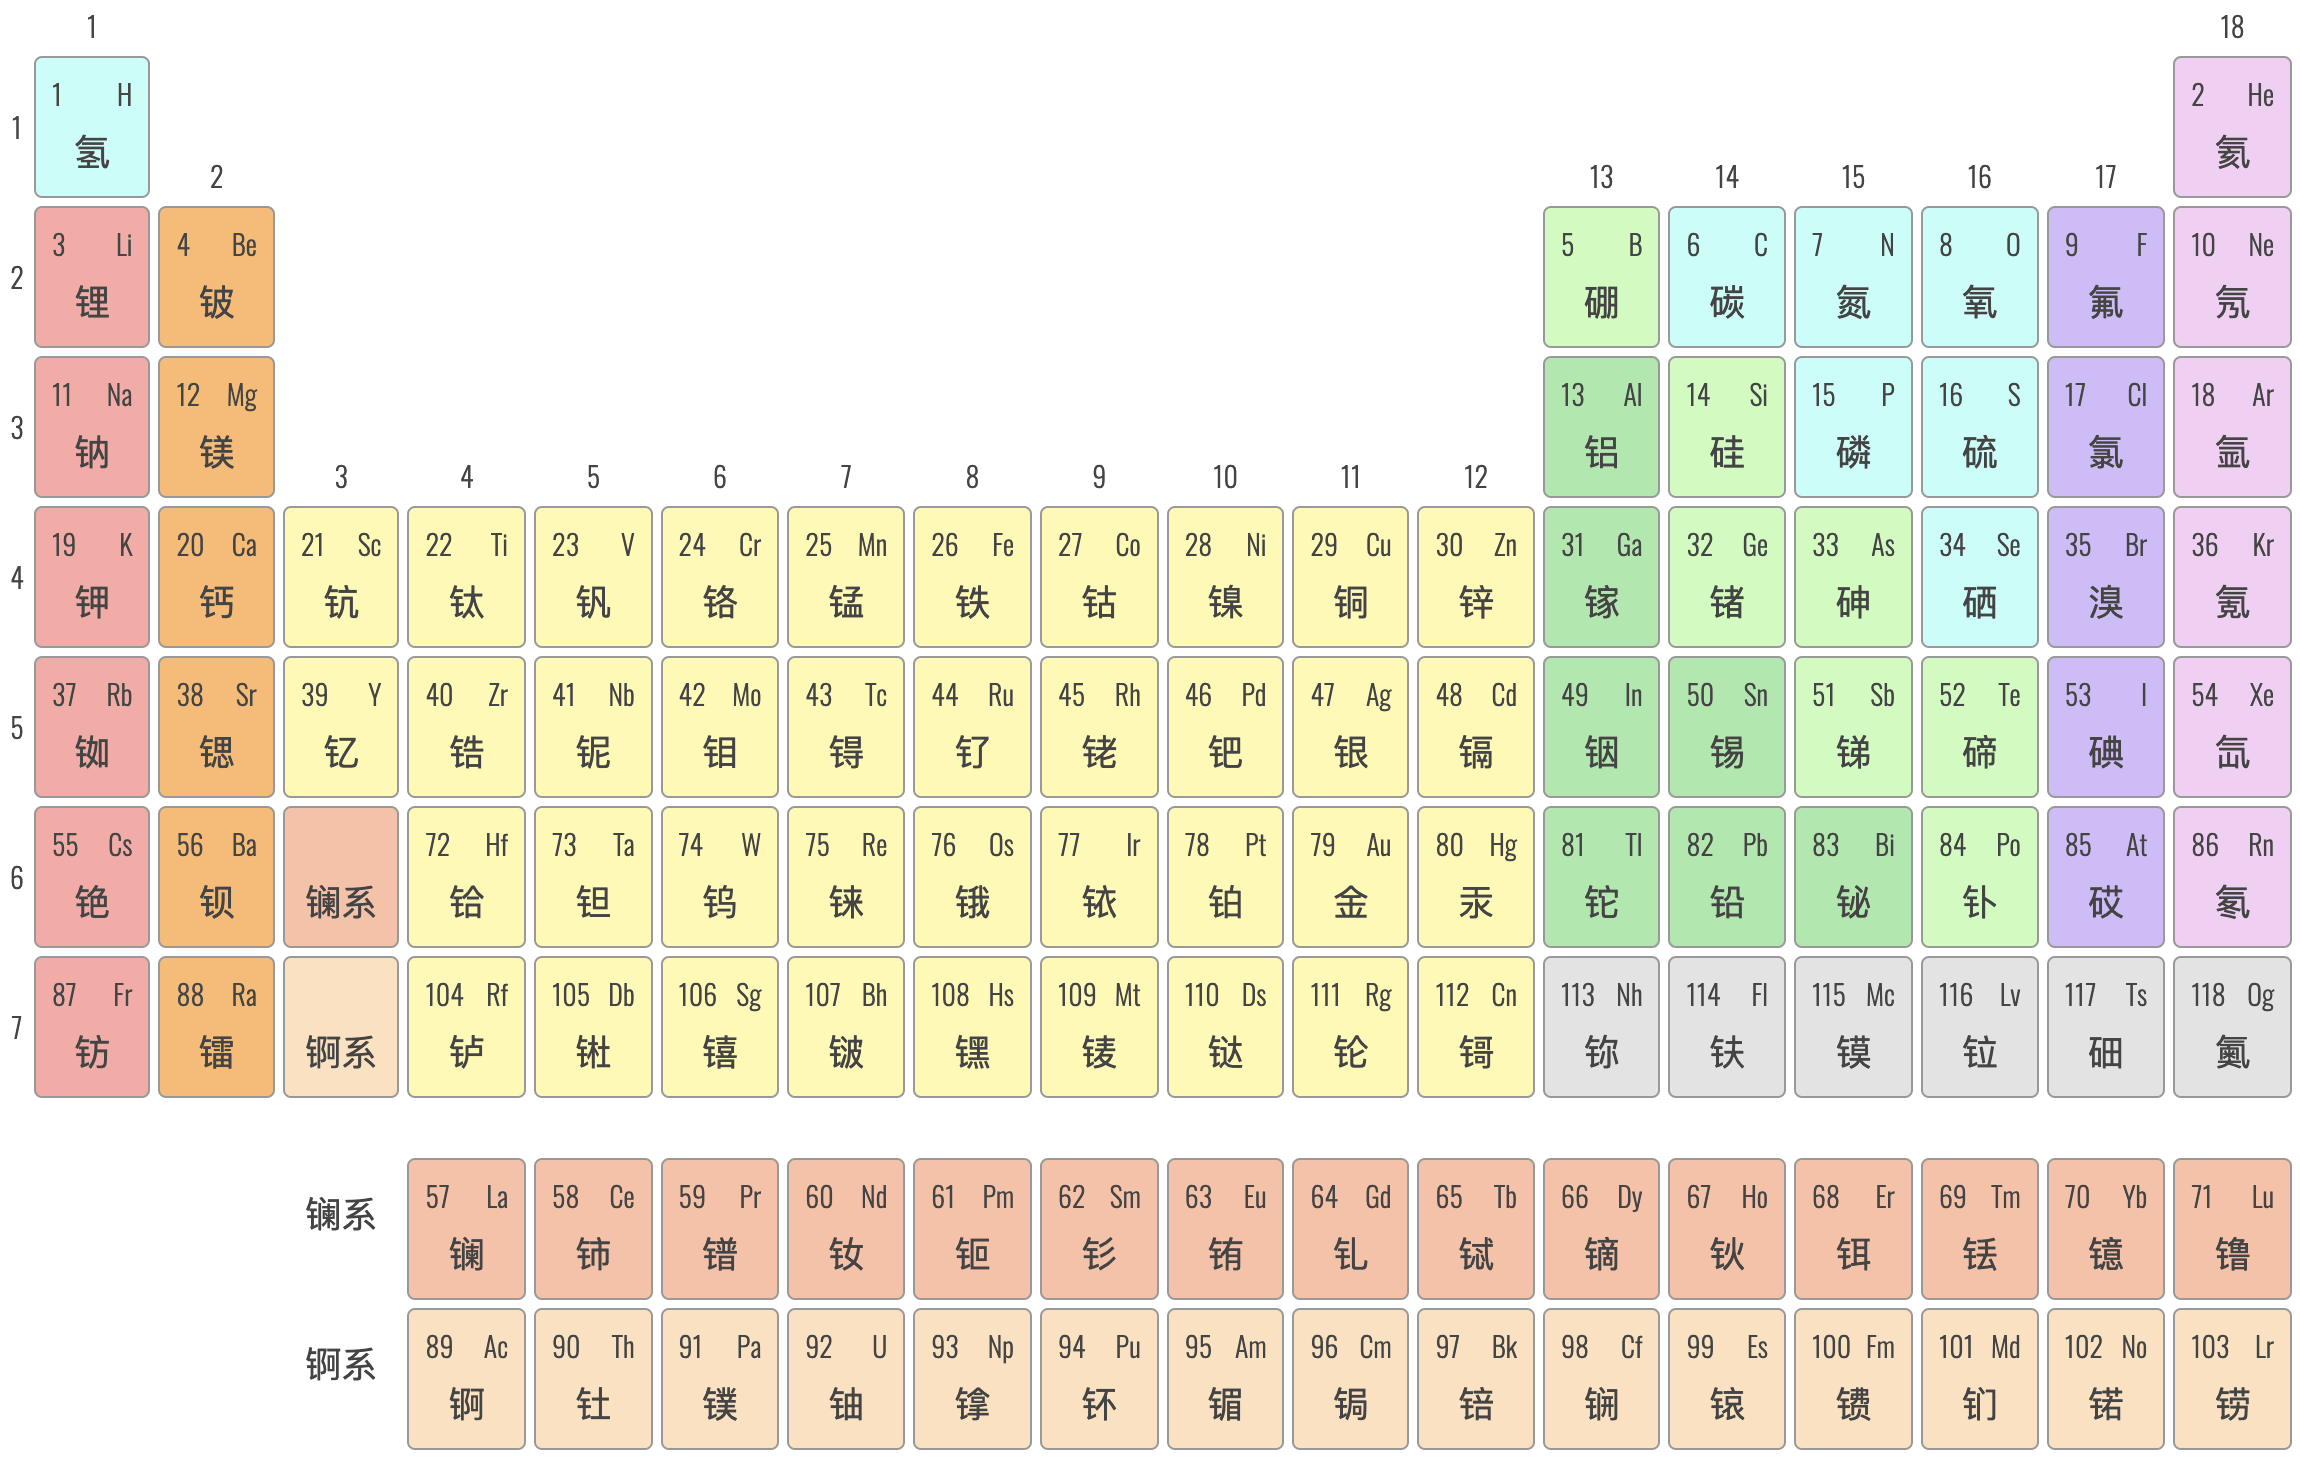 1 18
1 H 2 He
1
氢 氦
2 13 14 15 16 17
3 Li 4 Be 5 B 6 C 7 N 8 O 9 F 10 Ne
2
锂 铍 硼 碳 氮 氧 氟 氖
11 Na 12 Mg 13 Al 14 Si 15 P 16 S 17 Cl 18 Ar
3
钠 镁 铝 硅 磷 硫 氯 氩
3 4 5 6 7 8 9 10 11 12
19 K 20 Ca 21 Sc 22 Ti 23 V 24 Cr 25 Mn 26 Fe 27 Co 28 Ni 29 Cu 30 Zn 31 Ga 32 Ge 33 As 34 Se 35 Br 36 Kr
4
钾 钙 钪 钛 钒 铬 锰 铁 钴 镍 铜 锌 镓 锗 砷 硒 溴 氪
37 Rb 38 Sr 39 Y 40 Zr 41 Nb 42 Mo 43 Tc 44 Ru 45 Rh 46 Pd 47 Ag 48 Cd 49 In 50 Sn 51 Sb 52 Te 53 I 54 Xe
5
铷 锶 钇 锆 铌 钼 锝 钌 铑 钯 银 镉 铟 锡 锑 碲 碘 氙
55 Cs 56 Ba 72 Hf 73 Ta 74 W 75 Re 76 Os 77 Ir 78 Pt 79 Au 80 Hg 81 Tl 82 Pb 83 Bi 84 Po 85 At 86 Rn
6
铯 钡 镧系 铪 钽 钨 铼 锇 铱 铂 金 汞 铊 铅 铋 钋 砹 氡
87 Fr 88 Ra 104 Rf 105 Db 106 Sg 107 Bh 108 Hs 109 Mt 110 Ds 111 Rg 112 Cn 113 Nh 114 Fl 115 Mc 116 Lv 117 Ts 118 Og
7
钫 镭 锕系 𬬻 𬭊 𬭳 𬭛 𬭶 鿏 𫟼 𬬭 鿔 鿭 𫓧 镆 𫟷 鿬 鿫
57 La 58 Ce 59 Pr 60 Nd 61 Pm 62 Sm 63 Eu 64 Gd 65 Tb 66 Dy 67 Ho 68 Er 69 Tm 70 Yb 71 Lu
镧系
镧 铈 镨 钕 钷 钐 铕 钆 铽 镝 钬 铒 铥 镱 镥
89 Ac 90 Th 91 Pa 92 U 93 Np 94 Pu 95 Am 96 Cm 97 Bk 98 Cf 99 Es 100 Fm 101 Md 102 No 103 Lr
锕系
锕 钍 镤 铀 镎 钚 镅 锔 锫 锎 锿 镄 钔 锘 铹